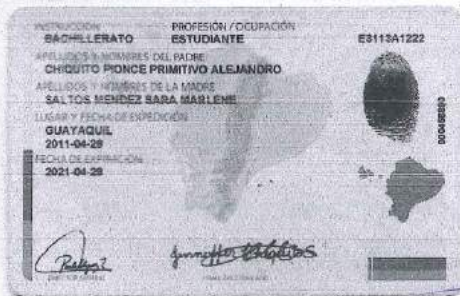 INSTRUCCIÓN PROFESIÓN / OCUPACIÓN
BACHILLERATO ESTUDIANTE E3113A1222
APELLIDOS Y NOMBRES DEL PADRE
CHIQUITO PIONCE PRIMITIVO ALEJANDRO
APELLIDOS Y NOMBRES DE LA MADRE
SALTOS MENDEZ SARA MARLENE
LUGAR Y FECHA DE EXPEDICIÓN
GUAYAQUIL
2011-04-28
FECHA DE EXPIRACIÓN
2021-04-28